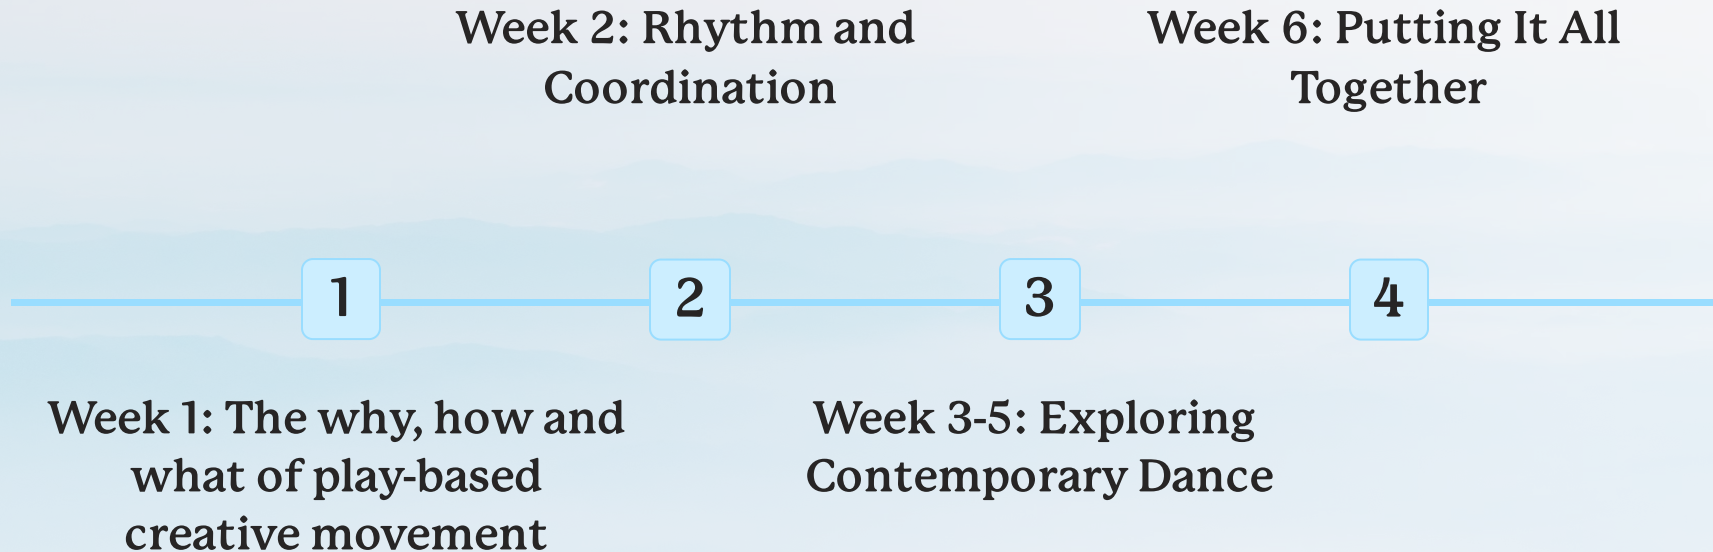 Week 2: Rhythm and
Coordination
Week 6: Putting It All
Together
1
2
3
4
Week 1: The why, how and
what of play-based
creative movement
Week 3-5: Exploring
Contemporary Dance